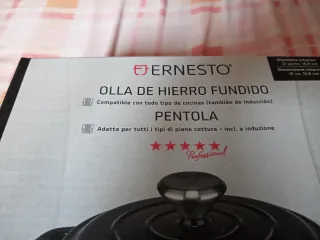 ERNESTO®
OLLA DE HIERRO FUNDIDO
Compatible con todo tipo de cocinas (también de inducción)
PENTOLA
Adatta per tutti i tipi di piano cottura - incl. a induzione
Professional